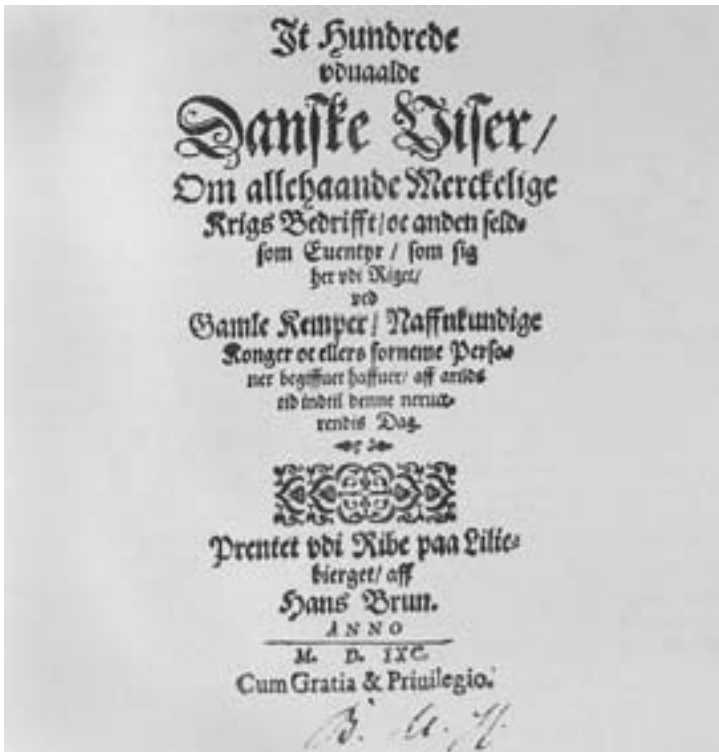 It Hundrede
vduaalde
Danske Viser/
Om allehaande Merckelige
Krigs Bedrifft/oc anden seld-
som Euentyr / som sig
her vdi Riget/
ved
Gamle Kemper/ Naffnkundige
Konger oc ellers forneme Perso-
ner begiffuet haffuer/ aff arilds
tid indtil denne neruæ-
rendis Dag.
Prentet vdi Ribe paa Lilie-
bierget/ aff
Hans Brun.
ANNO
M. D. IXC.
Cum Gratia & Priuilegio.